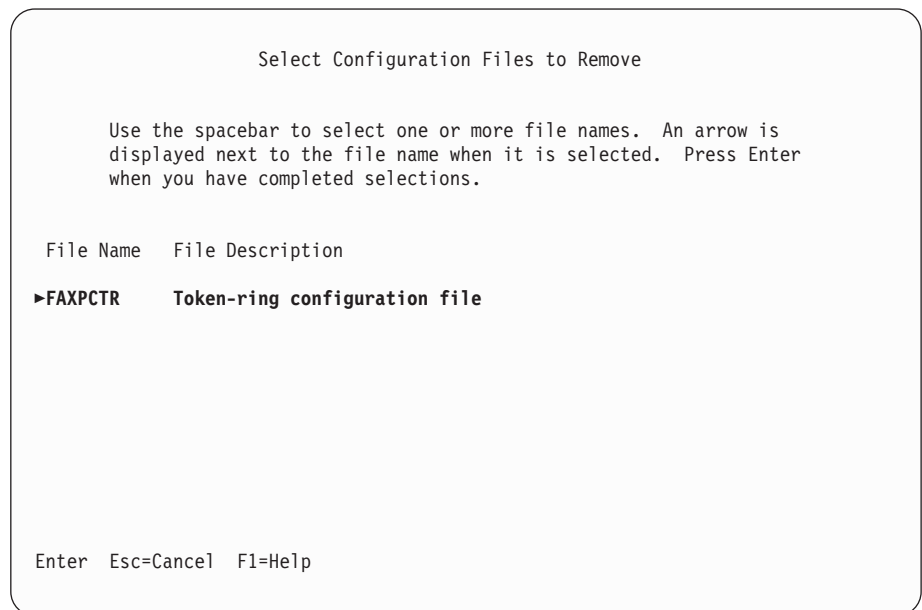 Select Configuration Files to Remove
Use the spacebar to select one or more file names. An arrow is
displayed next to the file name when it is selected. Press Enter
when you have completed selections.
File Name File Description
►FAXPCTR Token-ring configuration file
Enter Esc=Cancel F1=Help